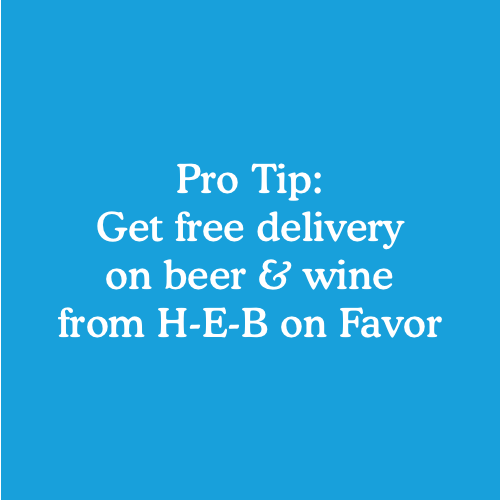 Pro Tip:
Get free delivery
on beer & wine
from H-E-B on Favor